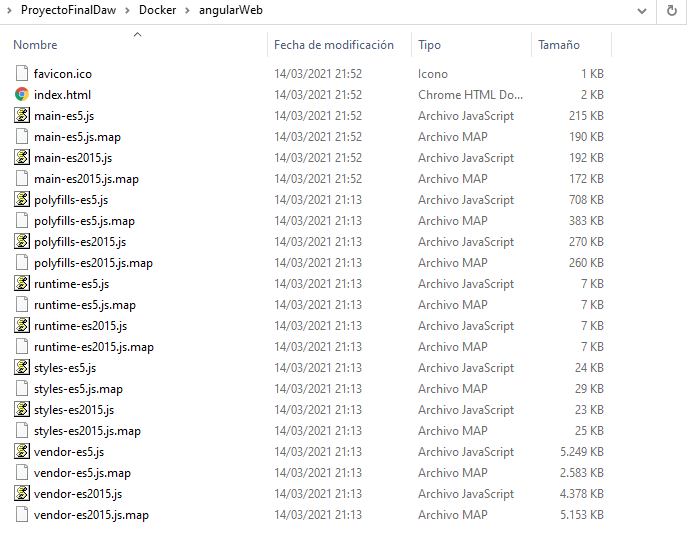 ProyectoFinalDaw > Docker > angularWeb
Nombre Fecha de modificación Tipo Tamaño
favicon.ico 14/03/2021 21:52 Icono 1 KB
index.html 14/03/2021 21:52 Chrome HTML Do... 2 KB
main-es5.js 14/03/2021 21:52 Archivo JavaScript 215 KB
main-es5.js.map 14/03/2021 21:52 Archivo MAP 190 KB
main-es2015.js 14/03/2021 21:52 Archivo JavaScript 192 KB
main-es2015.js.map 14/03/2021 21:52 Archivo MAP 172 KB
polyfills-es5.js 14/03/2021 21:13 Archivo JavaScript 708 KB
polyfills-es5.js.map 14/03/2021 21:13 Archivo MAP 383 KB
polyfills-es2015.js 14/03/2021 21:13 Archivo JavaScript 270 KB
polyfills-es2015.js.map 14/03/2021 21:13 Archivo MAP 260 KB
runtime-es5.js 14/03/2021 21:13 Archivo JavaScript 7 KB
runtime-es5.js.map 14/03/2021 21:13 Archivo MAP 7 KB
runtime-es2015.js 14/03/2021 21:13 Archivo JavaScript 7 KB
runtime-es2015.js.map 14/03/2021 21:13 Archivo MAP 7 KB
styles-es5.js 14/03/2021 21:13 Archivo JavaScript 24 KB
styles-es5.js.map 14/03/2021 21:13 Archivo MAP 29 KB
styles-es2015.js 14/03/2021 21:13 Archivo JavaScript 23 KB
styles-es2015.js.map 14/03/2021 21:13 Archivo MAP 25 KB
vendor-es5.js 14/03/2021 21:13 Archivo JavaScript 5.249 KB
vendor-es5.js.map 14/03/2021 21:13 Archivo MAP 2.583 KB
vendor-es2015.js 14/03/2021 21:13 Archivo JavaScript 4.378 KB
vendor-es2015.js.map 14/03/2021 21:13 Archivo MAP 5.153 KB